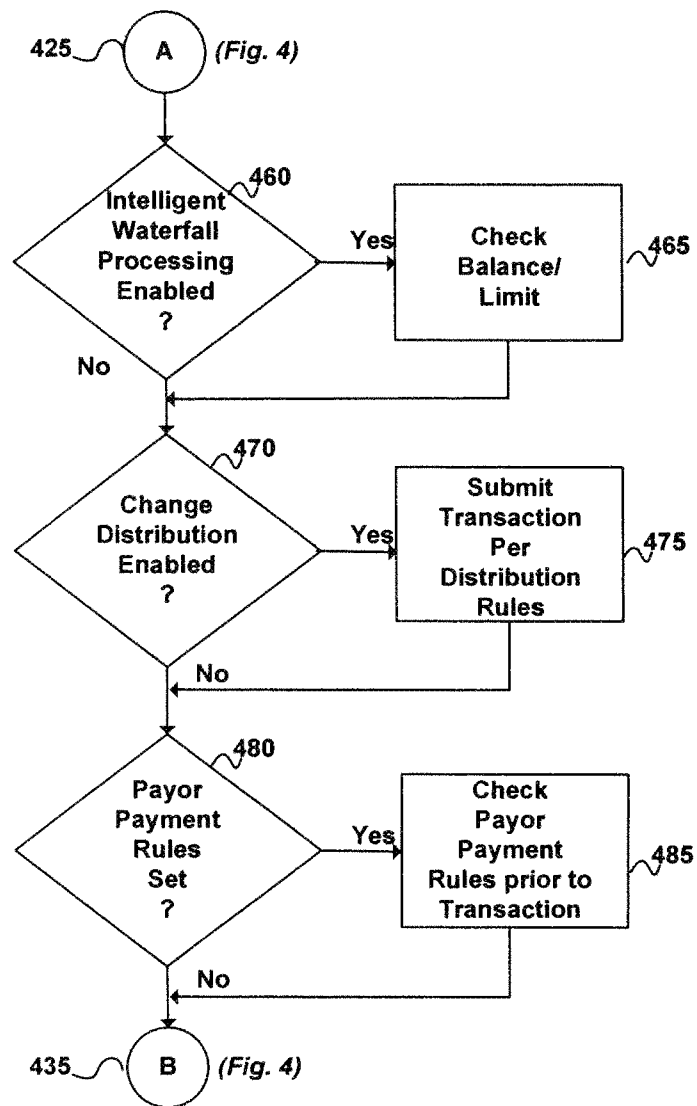 425 A (Fig. 4)
460
Intelligent
Waterfall
Processing
Enabled
?
Yes
Check
Balance/
Limit
465
No
470
Change
Distribution
Enabled
?
Yes
Submit
Transaction
Per
Distribution
Rules
475
No
480
Payor
Payment
Rules
Set
?
Yes
Check
Payor
Payment
Rules prior to
Transaction
485
No
435 B (Fig. 4)